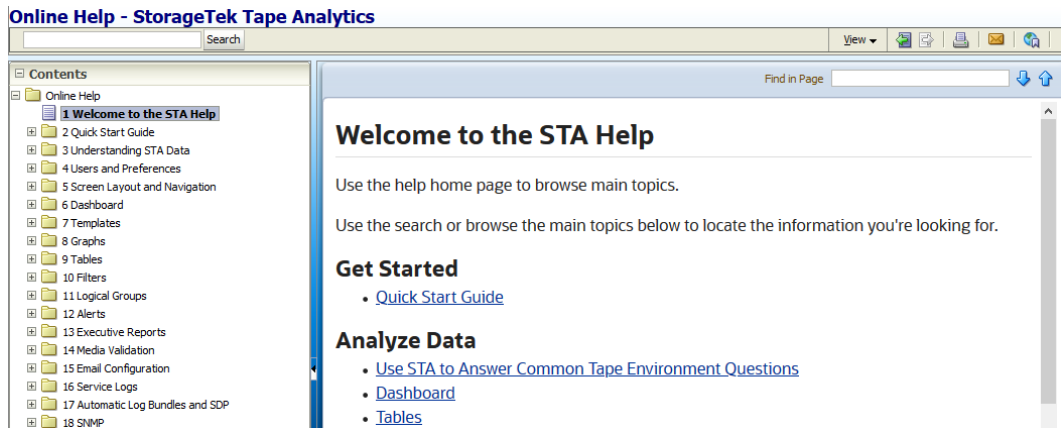 Online Help - StorageTek Tape Analytics
Search
View
Contents
Online Help
1 Welcome to the STA Help
2 Quick Start Guide
3 Understanding STA Data
4 Users and Preferences
5 Screen Layout and Navigation
6 Dashboard
7 Templates
8 Graphs
9 Tables
10 Filters
11 Logical Groups
12 Alerts
13 Executive Reports
14 Media Validation
15 Email Configuration
16 Service Logs
17 Automatic Log Bundles and SDP
18 SNMP
Find in Page
Welcome to the STA Help
Use the help home page to browse main topics.
Use the search or browse the main topics below to locate the information you're looking for.
Get Started
• Quick Start Guide
Analyze Data
• Use STA to Answer Common Tape Environment Questions
• Dashboard
• Tables